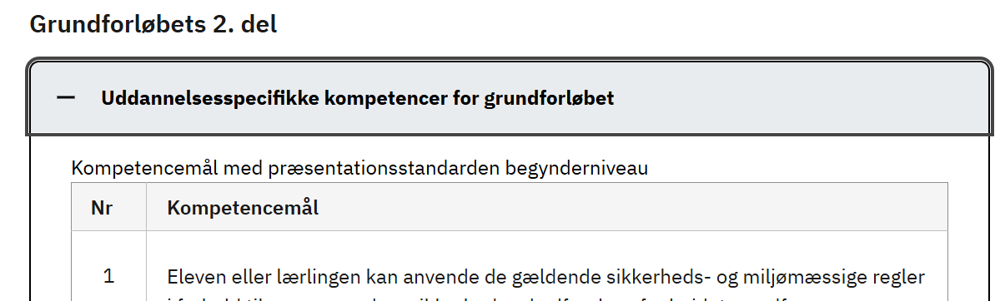 Grundforløbets 2. del
Uddannelsesspecifikke kompetencer for grundforløbet
Kompetencemål med præsentationsstandarden begynderniveau
Nr Kompetencemål
1 Eleven eller lærlingen kan anvende de gældende sikkerheds- og miljømæssige regler